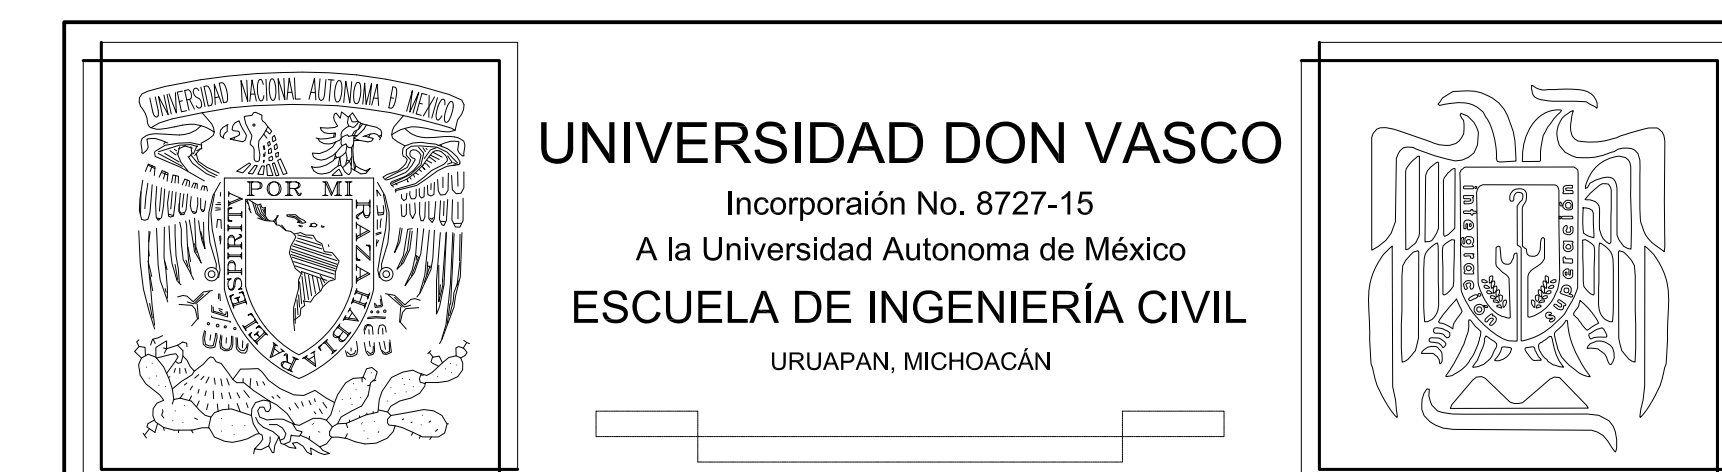 UNIVERSIDAD NACIONAL AUTONOMA D MEXICO
POR MI RAZA HABLARA EL ESPIRITV
UNIVERSIDAD DON VASCO
Incorporaión No. 8727-15
A la Universidad Autonoma de México
ESCUELA DE INGENIERÍA CIVIL
URUAPAN, MICHOACÁN
integración
superación